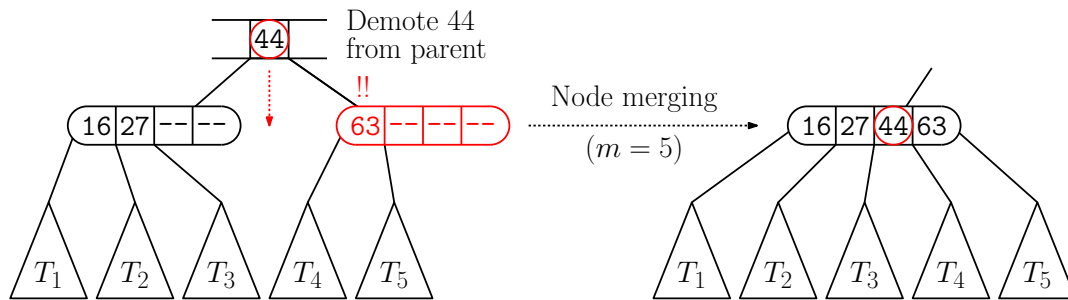 44
Demote 44
from parent
!!
16 27 -- --
63 -- -- --
Node merging
(m = 5)
16 27 44 63
T1 T2 T3 T4 T5
T1 T2 T3 T4 T5